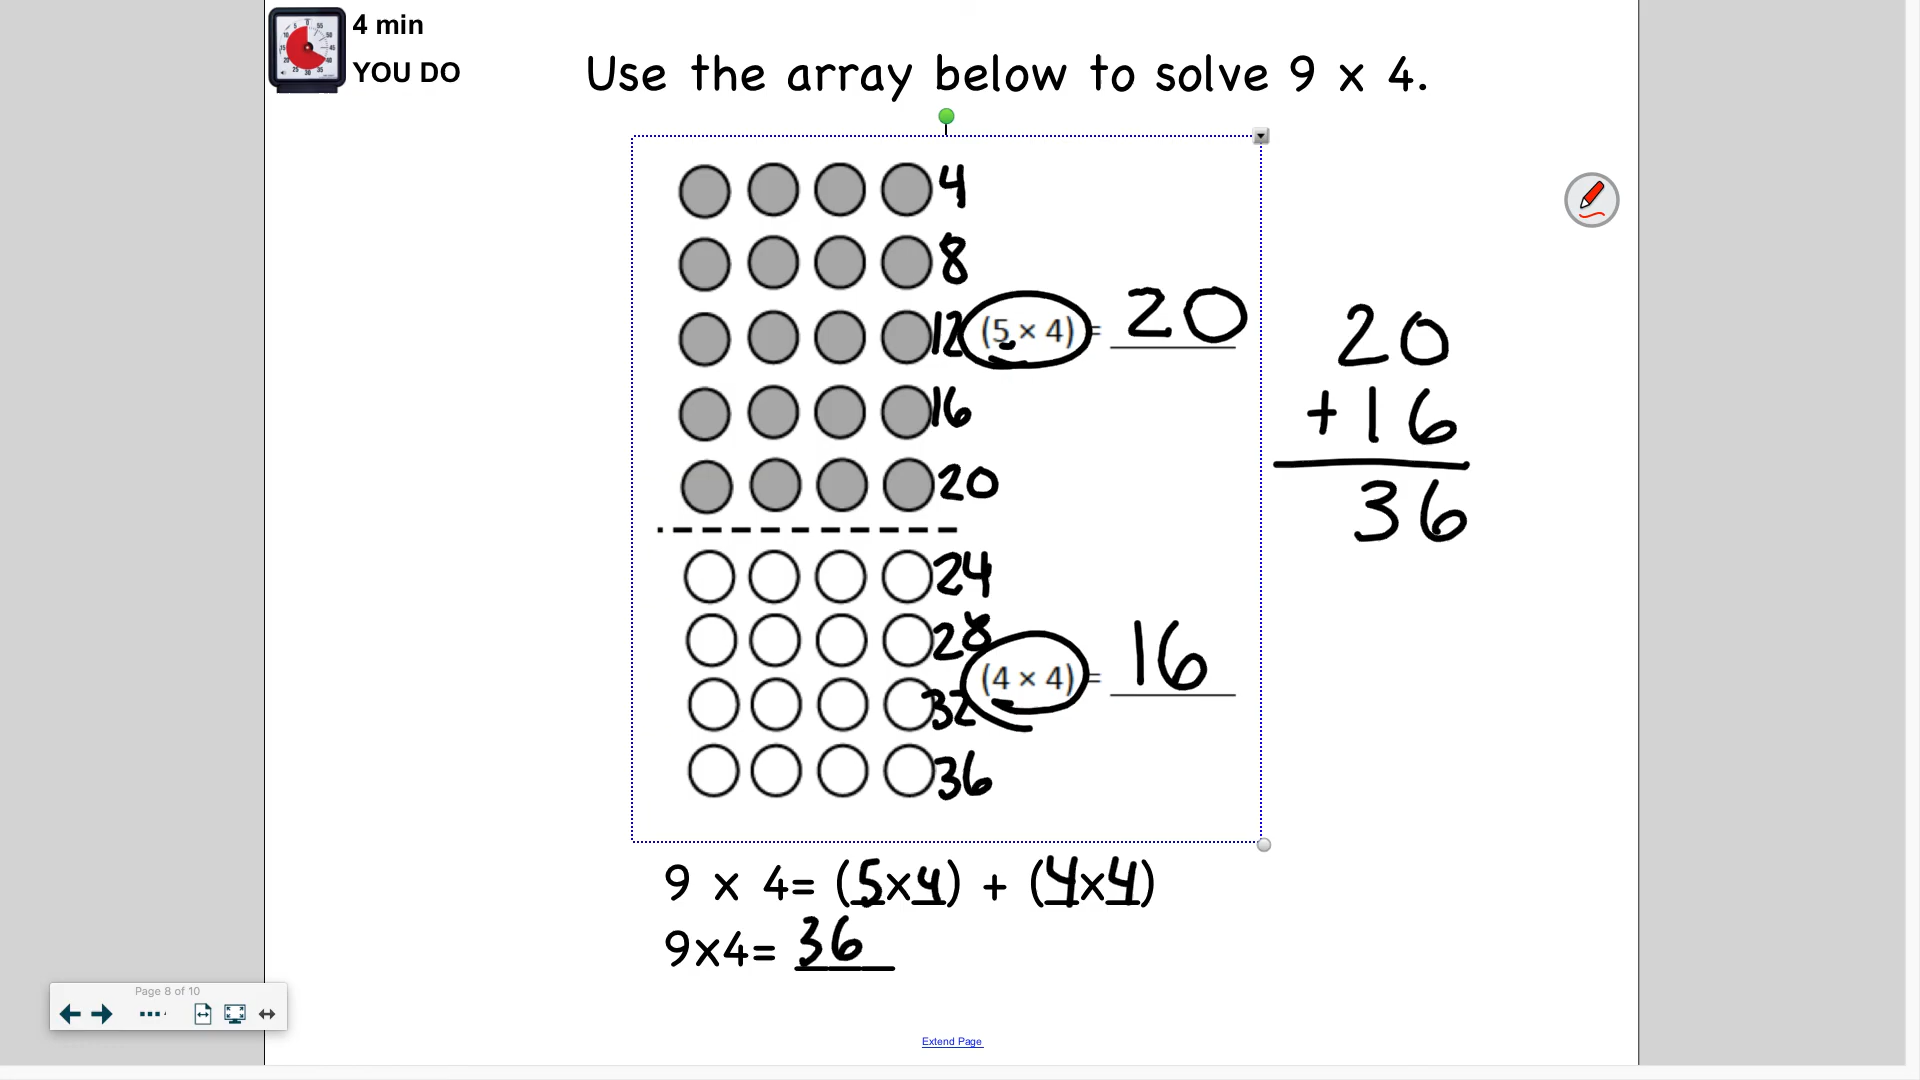 4 min
YOU DO
Use the array below to solve 9 x 4.
4
8
12 (5 × 4) = 20
16
20
24
28
(4 × 4) = 16
32
36
20
+16
36
9 x 4= (5x4) + (4x4)
9x4= 36
Page 8 of 10
Extend Page